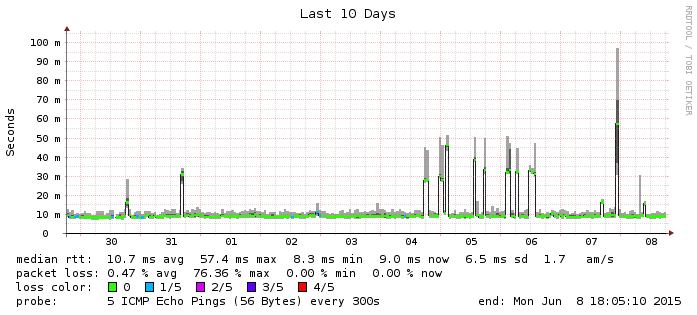 Last 10 Days
RRDTOOL / TOBI OETIKER
Seconds
100 m
90 m
80 m
70 m
60 m
50 m
40 m
30 m
20 m
10 m
0
30 31 01 02 03 04 05 06 07 08
median rtt: 10.7 ms avg 57.4 ms max 8.3 ms min 9.0 ms now 6.5 ms sd 1.7 am/s
packet loss: 0.47 % avg 76.36 % max 0.00 % min 0.00 % now
loss color: 0 1/5 2/5 3/5 4/5
probe: 5 ICMP Echo Pings (56 Bytes) every 300s end: Mon Jun 8 18:05:10 2015